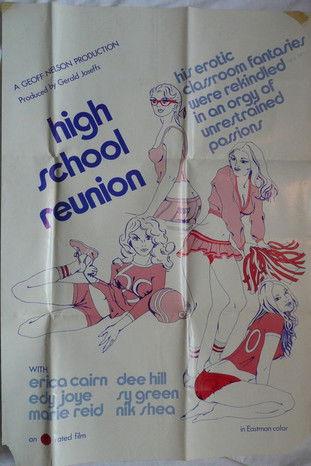 A GEOFF NELSON PRODUCTION
Produced by Gerald Joseffs
high
school
reunion
his erotic
classroom fantasies
were rekindled
in an orgy of
unrestrained
passions
WITH
erica cairn dee hill
edy joye sy green
marie reid nik shea
an rated film
in Eastman color